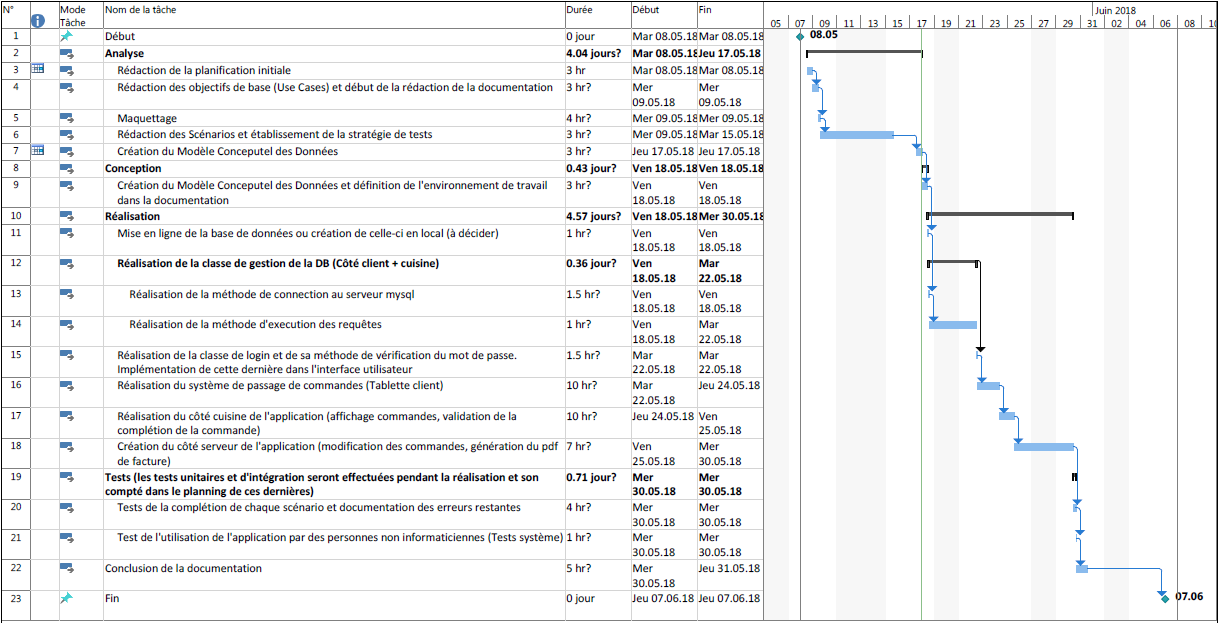 N° Mode Tâche Nom de la tâche Durée Début Fin
Juin 2018
05 07 09 11 13 15 17 19 21 23 25 27 29 31 02 04 06 08 10
1 Début 0 jour Mar 08.05.18 Mar 08.05.18 08.05
2 Analyse 4.04 jours? Mar 08.05.18 Jeu 17.05.18
3 Rédaction de la planification initiale 3 hr Mar 08.05.18 Mar 08.05.18
4 Rédaction des objectifs de base (Use Cases) et début de la rédaction de la documentation 3 hr? Mer 09.05.18 Mer 09.05.18
5 Maquettage 4 hr? Mer 09.05.18 Mer 09.05.18
6 Rédaction des Scénarios et établissement de la stratégie de tests 3 hr? Mer 09.05.18 Mar 15.05.18
7 Création du Modèle Conceputel des Données 3 hr? Jeu 17.05.18 Jeu 17.05.18
8 Conception 0.43 jour? Ven 18.05.18 Ven 18.05.18
9 Création du Modèle Conceputel des Données et définition de l'environnement de travail dans la documentation 3 hr? Ven 18.05.18 Ven 18.05.18
10 Réalisation 4.57 jours? Ven 18.05.18 Mer 30.05.18
11 Mise en ligne de la base de données ou création de celle-ci en local (à décider) 1 hr? Ven 18.05.18 Ven 18.05.18
12 Réalisation de la classe de gestion de la DB (Côté client + cuisine) 0.36 jour? Ven 18.05.18 Mar 22.05.18
13 Réalisation de la méthode de connection au serveur mysql 1.5 hr? Ven 18.05.18 Ven 18.05.18
14 Réalisation de la méthode d'execution des requêtes 1 hr? Ven 18.05.18 Mar 22.05.18
15 Réalisation de la classe de login et de sa méthode de vérification du mot de passe. Implémentation de cette dernière dans l'interface utilisateur 1.5 hr? Mar 22.05.18 Mar 22.05.18
16 Réalisation du système de passage de commandes (Tablette client) 10 hr? Mar 22.05.18 Jeu 24.05.18
17 Réalisation du côté cuisine de l'application (affichage commandes, validation de la complétion de la commande) 10 hr? Jeu 24.05.18 Ven 25.05.18
18 Création du côté serveur de l'application (modification des commandes, génération du pdf de facture) 7 hr? Ven 25.05.18 Mer 30.05.18
19 Tests (les tests unitaires et d'intégration seront effectuées pendant la réalisation et son compté dans le planning de ces dernières) 0.71 jour? Mer 30.05.18 Mer 30.05.18
20 Tests de la complétion de chaque scénario et documentation des erreurs restantes 4 hr? Mer 30.05.18 Mer 30.05.18
21 Test de l'utilisation de l'application par des personnes non informaticiennes (Tests système) 1 hr? Mer 30.05.18 Mer 30.05.18
22 Conclusion de la documentation 5 hr? Mer 30.05.18 Jeu 31.05.18
23 Fin 0 jour Jeu 07.06.18 Jeu 07.06.18 07.06